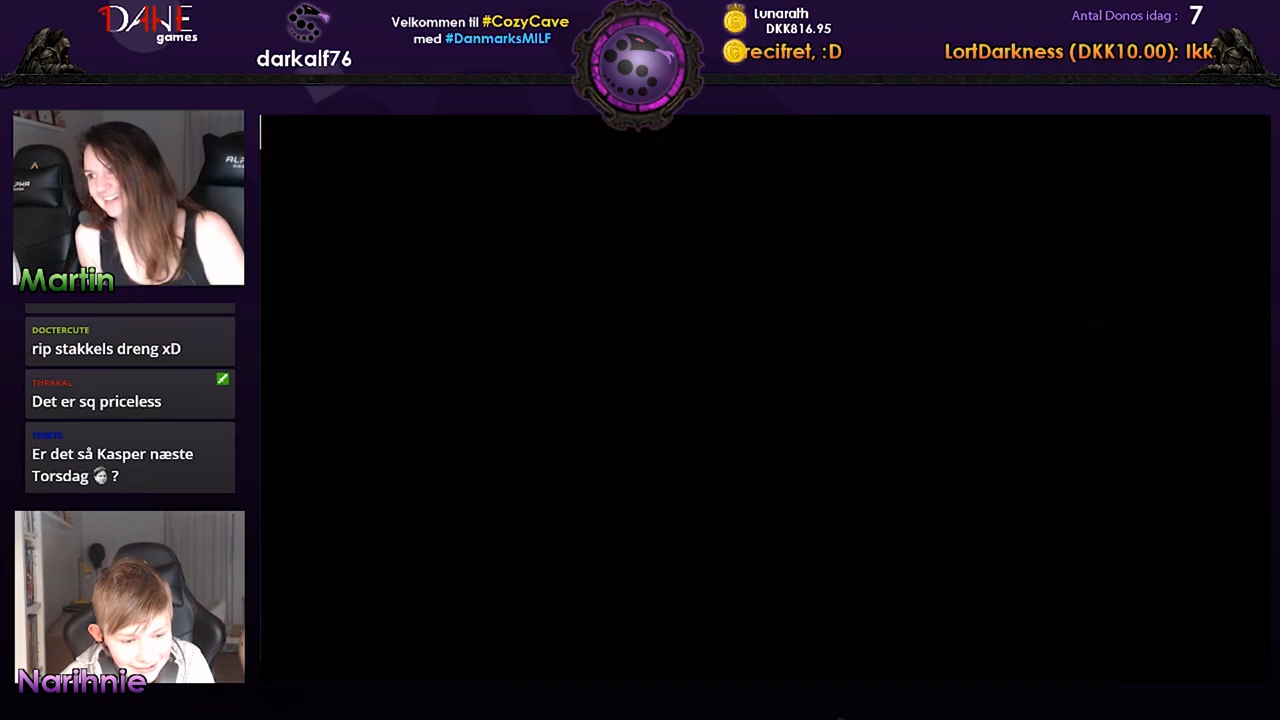 DANE
games
darkalf76
Velkommen til #CozyCave
med #DanmarksMILF
Lunarath
DKK816.95
recifret, :D
LortDarkness (DKK10.00): Ikk
Antal Donos idag : 7
Martin
DOCTERCUTE
rip stakkels dreng xD
THRAKAL
Det er sq priceless
Er det så Kasper næste
Torsdag ?
Narihnie